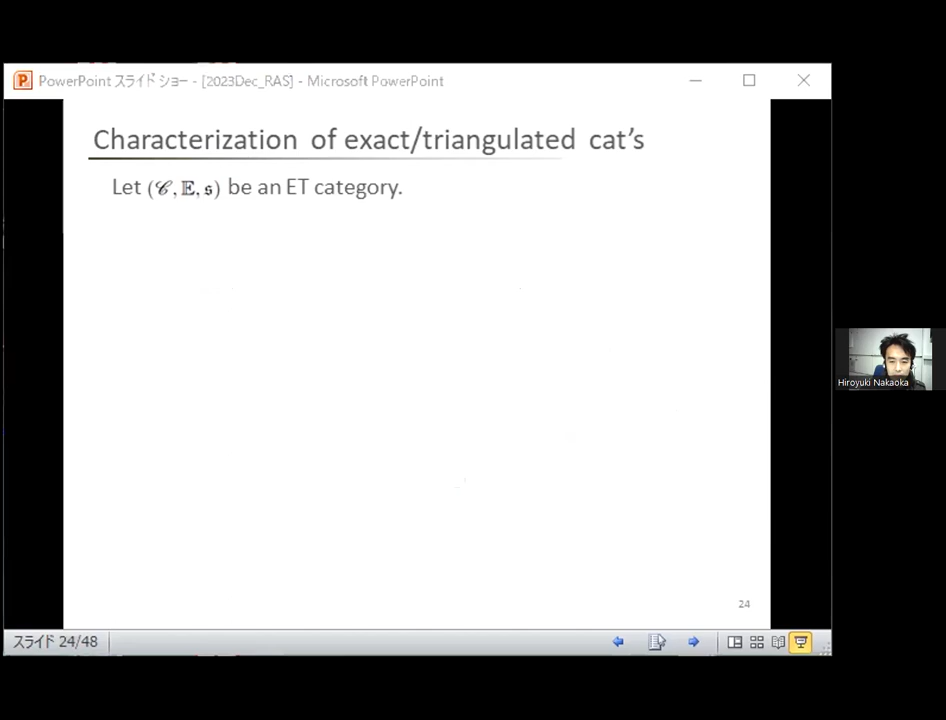 PowerPoint スライド ショー - [2023Dec_RAS] - Microsoft PowerPoint
Characterization of exact/triangulated cat's
Let (𝒞, 𝔼, 𝔰) be an ET category.
Hiroyuki Nakaoka
24
スライド 24/48